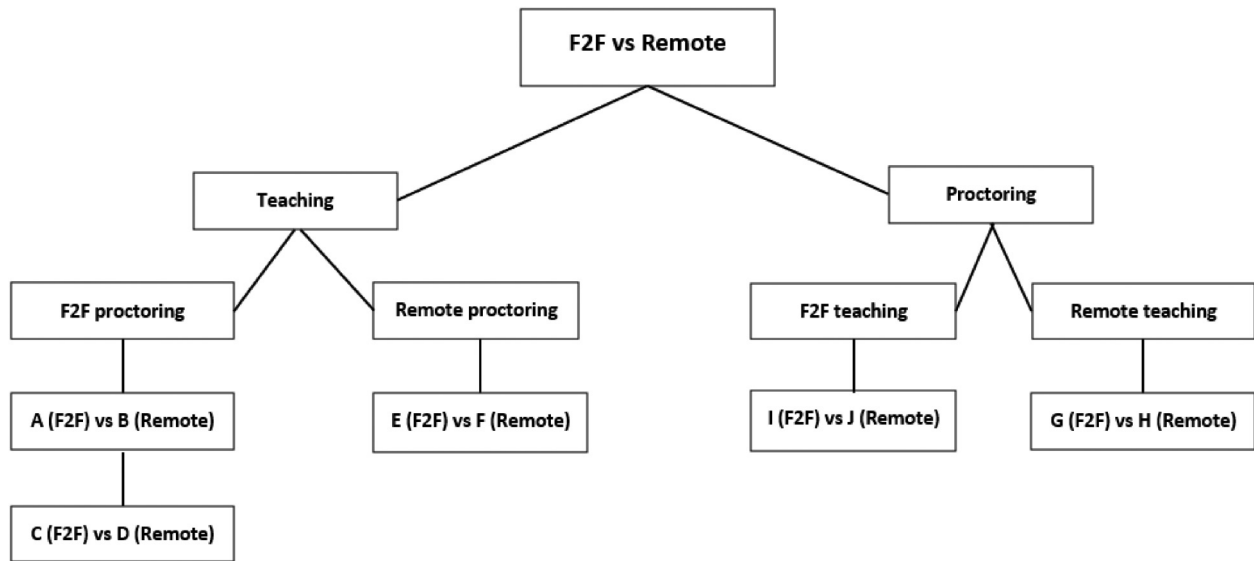 F2F vs Remote
Teaching
Proctoring
F2F proctoring
Remote proctoring
F2F teaching
Remote teaching
A (F2F) vs B (Remote)
E (F2F) vs F (Remote)
I (F2F) vs J (Remote)
G (F2F) vs H (Remote)
C (F2F) vs D (Remote)